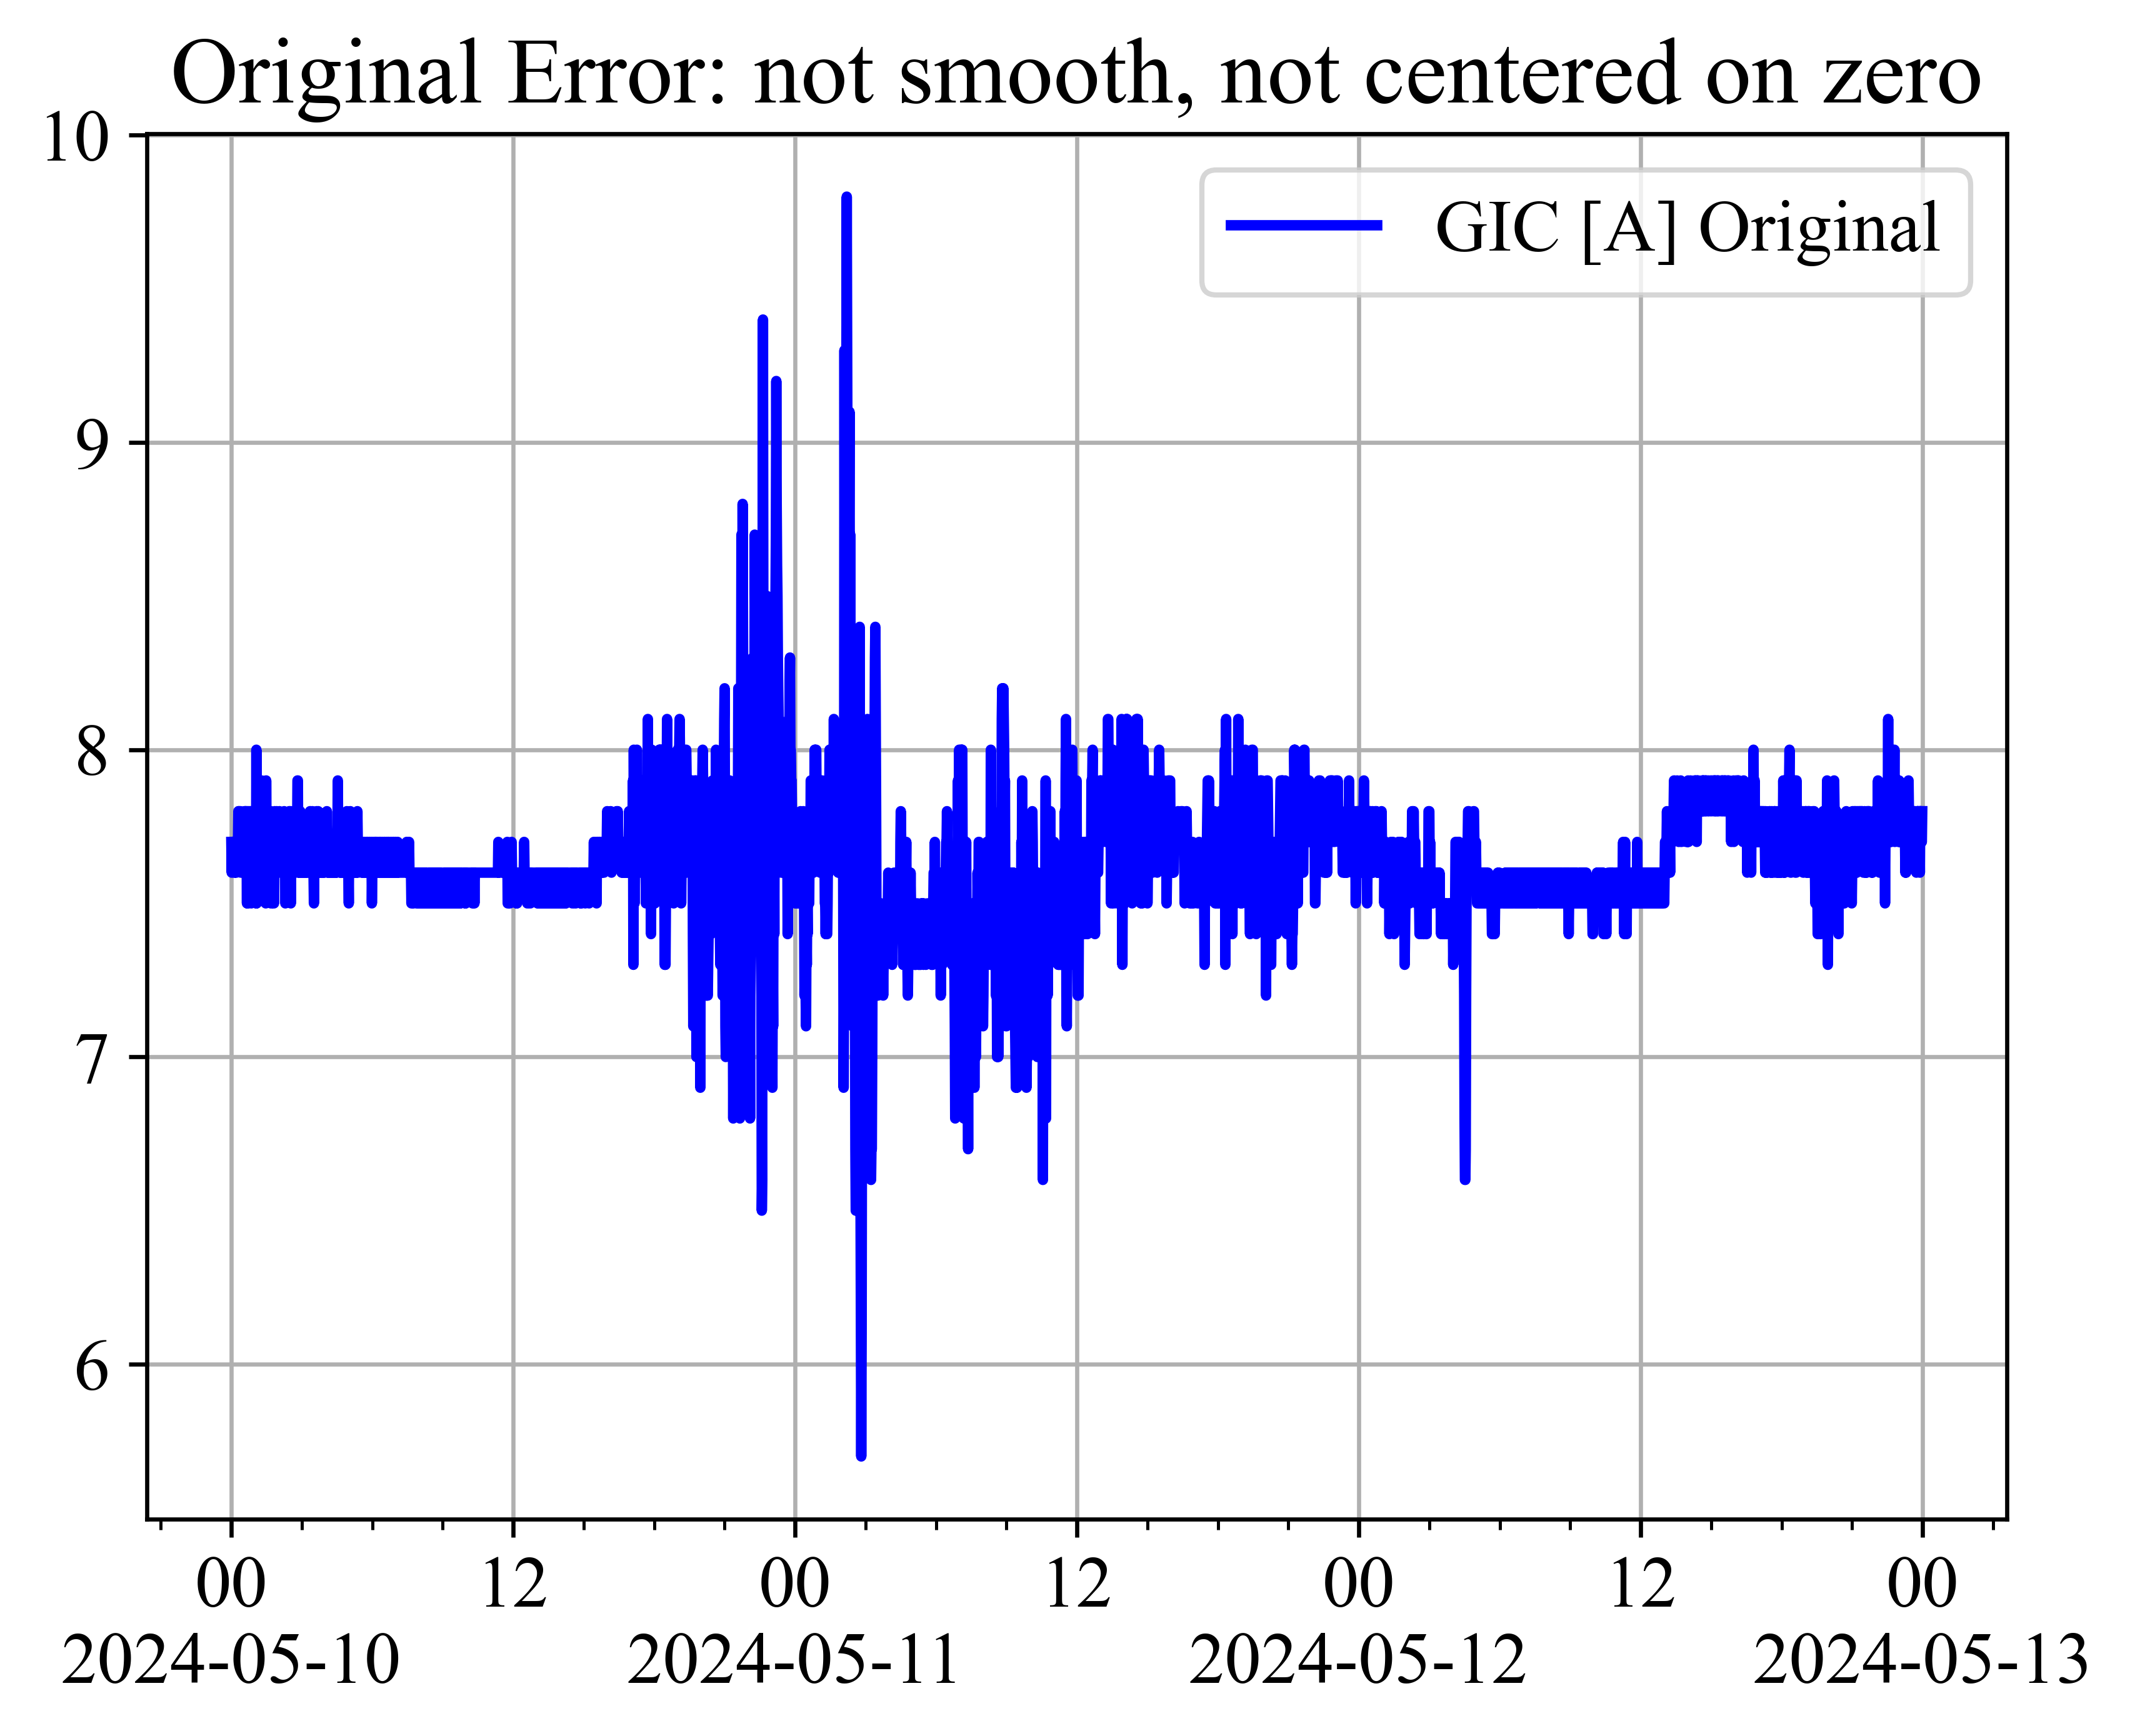 Original Error: not smooth, not centered on zero
10
GIC [A] Original
9
8
7
6
00 12 00 12 00 12 00
2024-05-10 2024-05-11 2024-05-12 2024-05-13